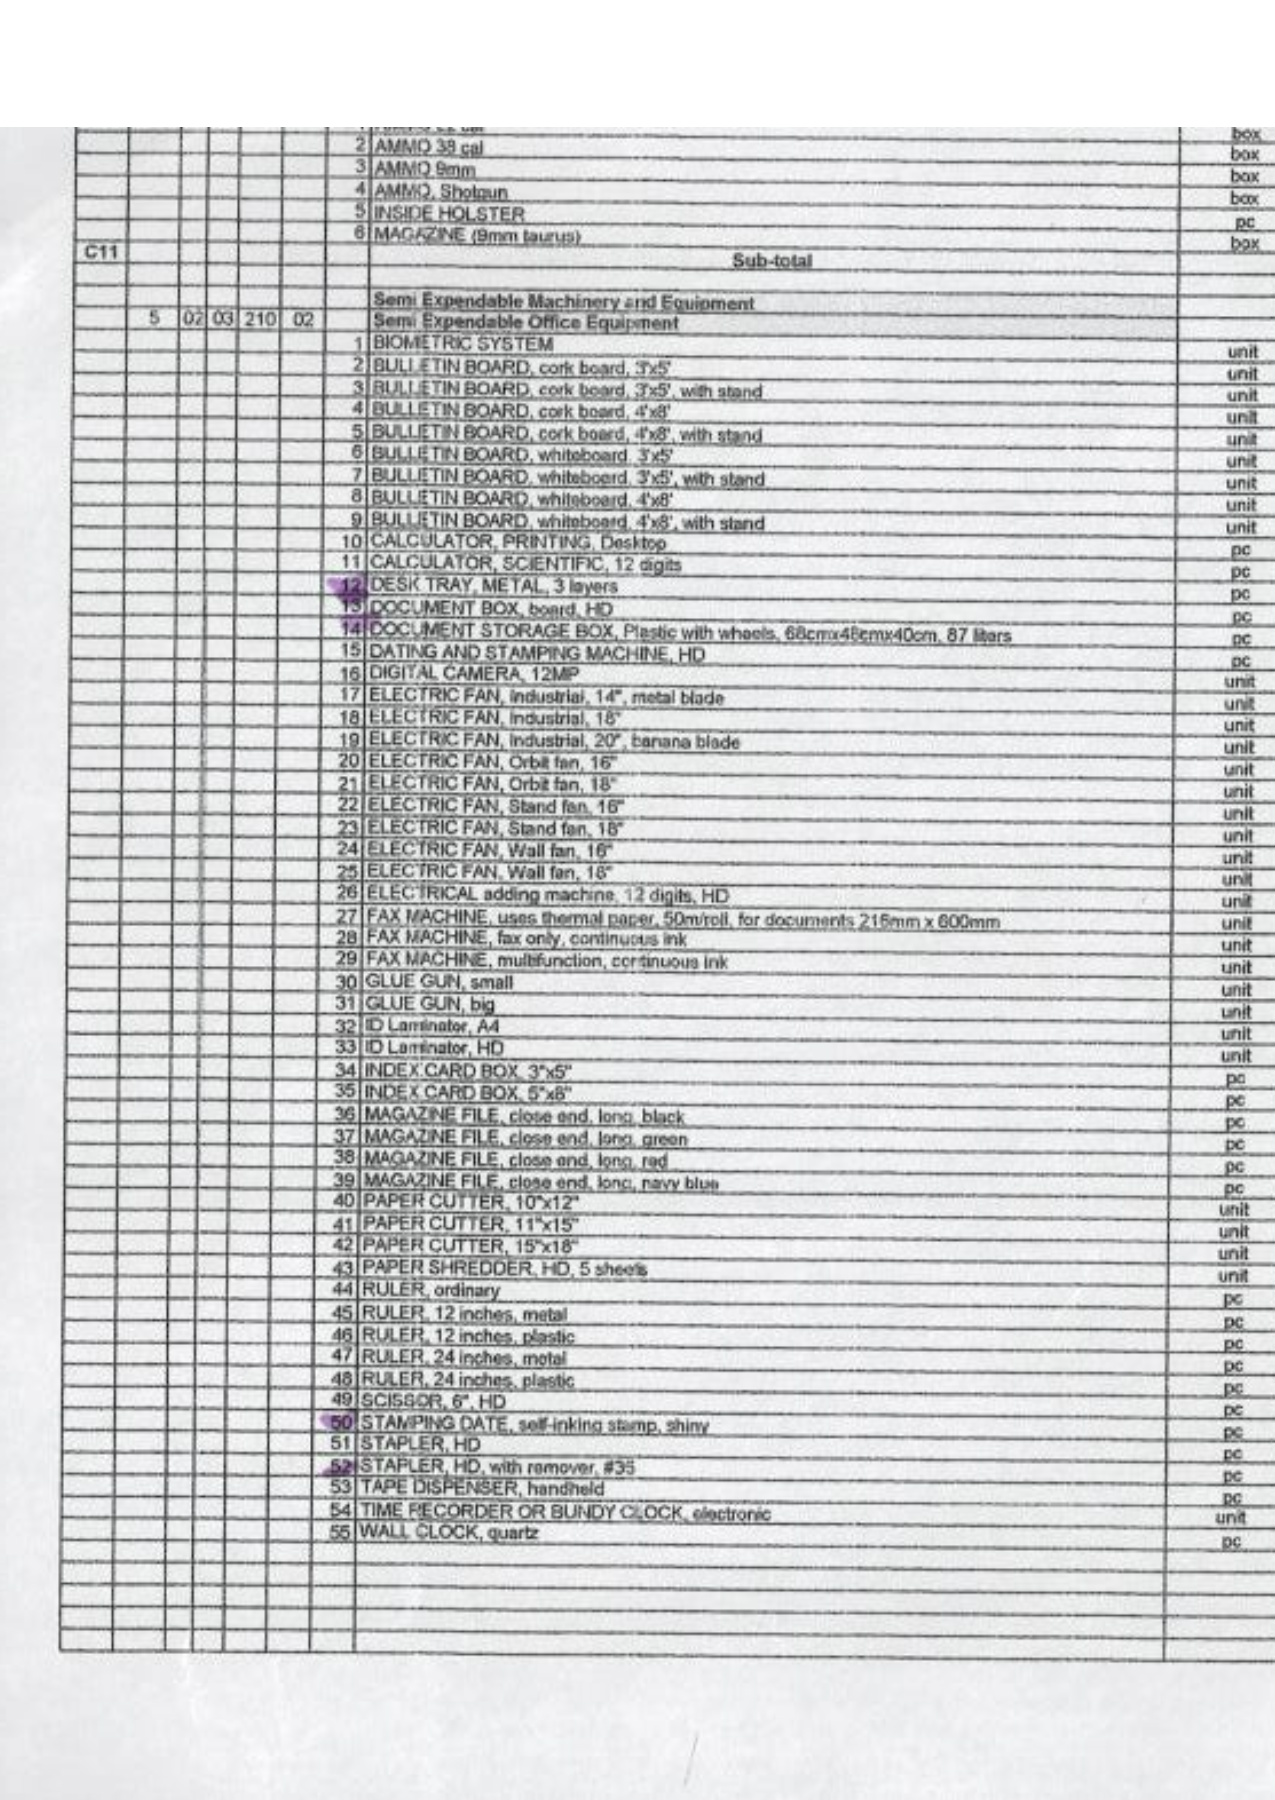 box
2 AMMO 38 cal box
3 AMMO 9mm box
4 AMMO, Shotgun box
5 INSIDE HOLSTER pc
6 MAGAZINE (9mm taurus) box
C11 Sub-total
Semi Expendable Machinery and Equipment
5 02 03 210 02 Semi Expendable Office Equipment
1 BIOMETRIC SYSTEM unit
2 BULLETIN BOARD, cork board, 3'x5' unit
3 BULLETIN BOARD, cork board, 3'x5', with stand unit
4 BULLETIN BOARD, cork board, 4'x8' unit
5 BULLETIN BOARD, cork board, 4'x8', with stand unit
6 BULLETIN BOARD, whiteboard, 3'x5' unit
7 BULLETIN BOARD, whiteboard, 3'x5', with stand unit
8 BULLETIN BOARD, whiteboard, 4'x8' unit
9 BULLETIN BOARD, whiteboard, 4'x8', with stand unit
10 CALCULATOR, PRINTING, Desktop pc
11 CALCULATOR, SCIENTIFIC, 12 digits pc
12 DESK TRAY, METAL, 3 layers pc
13 DOCUMENT BOX, board, HD pc
14 DOCUMENT STORAGE BOX, Plastic with wheels, 68cmx48cmx40cm, 87 liters pc
15 DATING AND STAMPING MACHINE, HD pc
16 DIGITAL CAMERA, 12MP unit
17 ELECTRIC FAN, Industrial, 14", metal blade unit
18 ELECTRIC FAN, Industrial, 18" unit
19 ELECTRIC FAN, Industrial, 20", banana blade unit
20 ELECTRIC FAN, Orbit fan, 16" unit
21 ELECTRIC FAN, Orbit fan, 18" unit
22 ELECTRIC FAN, Stand fan, 16" unit
23 ELECTRIC FAN, Stand fan, 18" unit
24 ELECTRIC FAN, Wall fan, 16" unit
25 ELECTRIC FAN, Wall fan, 18" unit
26 ELECTRICAL adding machine, 12 digits, HD unit
27 FAX MACHINE, uses thermal paper, 50m/roll, for documents 216mm x 600mm unit
28 FAX MACHINE, fax only, continuous ink unit
29 FAX MACHINE, multifunction, continuous ink unit
30 GLUE GUN, small unit
31 GLUE GUN, big unit
32 ID Laminator, A4 unit
33 ID Laminator, HD unit
34 INDEX CARD BOX, 3"x5" pc
35 INDEX CARD BOX, 5"x8" pc
36 MAGAZINE FILE, close end, long, black pc
37 MAGAZINE FILE, close end, long, green pc
38 MAGAZINE FILE, close end, long, red pc
39 MAGAZINE FILE, close end, long, navy blue pc
40 PAPER CUTTER, 10"x12" unit
41 PAPER CUTTER, 11"x15" unit
42 PAPER CUTTER, 15"x18" unit
43 PAPER SHREDDER, HD, 5 sheets unit
44 RULER, ordinary pc
45 RULER, 12 inches, metal pc
46 RULER, 12 inches, plastic pc
47 RULER, 24 inches, metal pc
48 RULER, 24 inches, plastic pc
49 SCISSOR, 6", HD pc
50 STAMPING DATE, self-inking stamp, shiny pc
51 STAPLER, HD pc
52 STAPLER, HD, with remover, #35 pc
53 TAPE DISPENSER, handheld pc
54 TIME RECORDER OR BUNDY CLOCK, electronic unit
55 WALL CLOCK, quartz pc